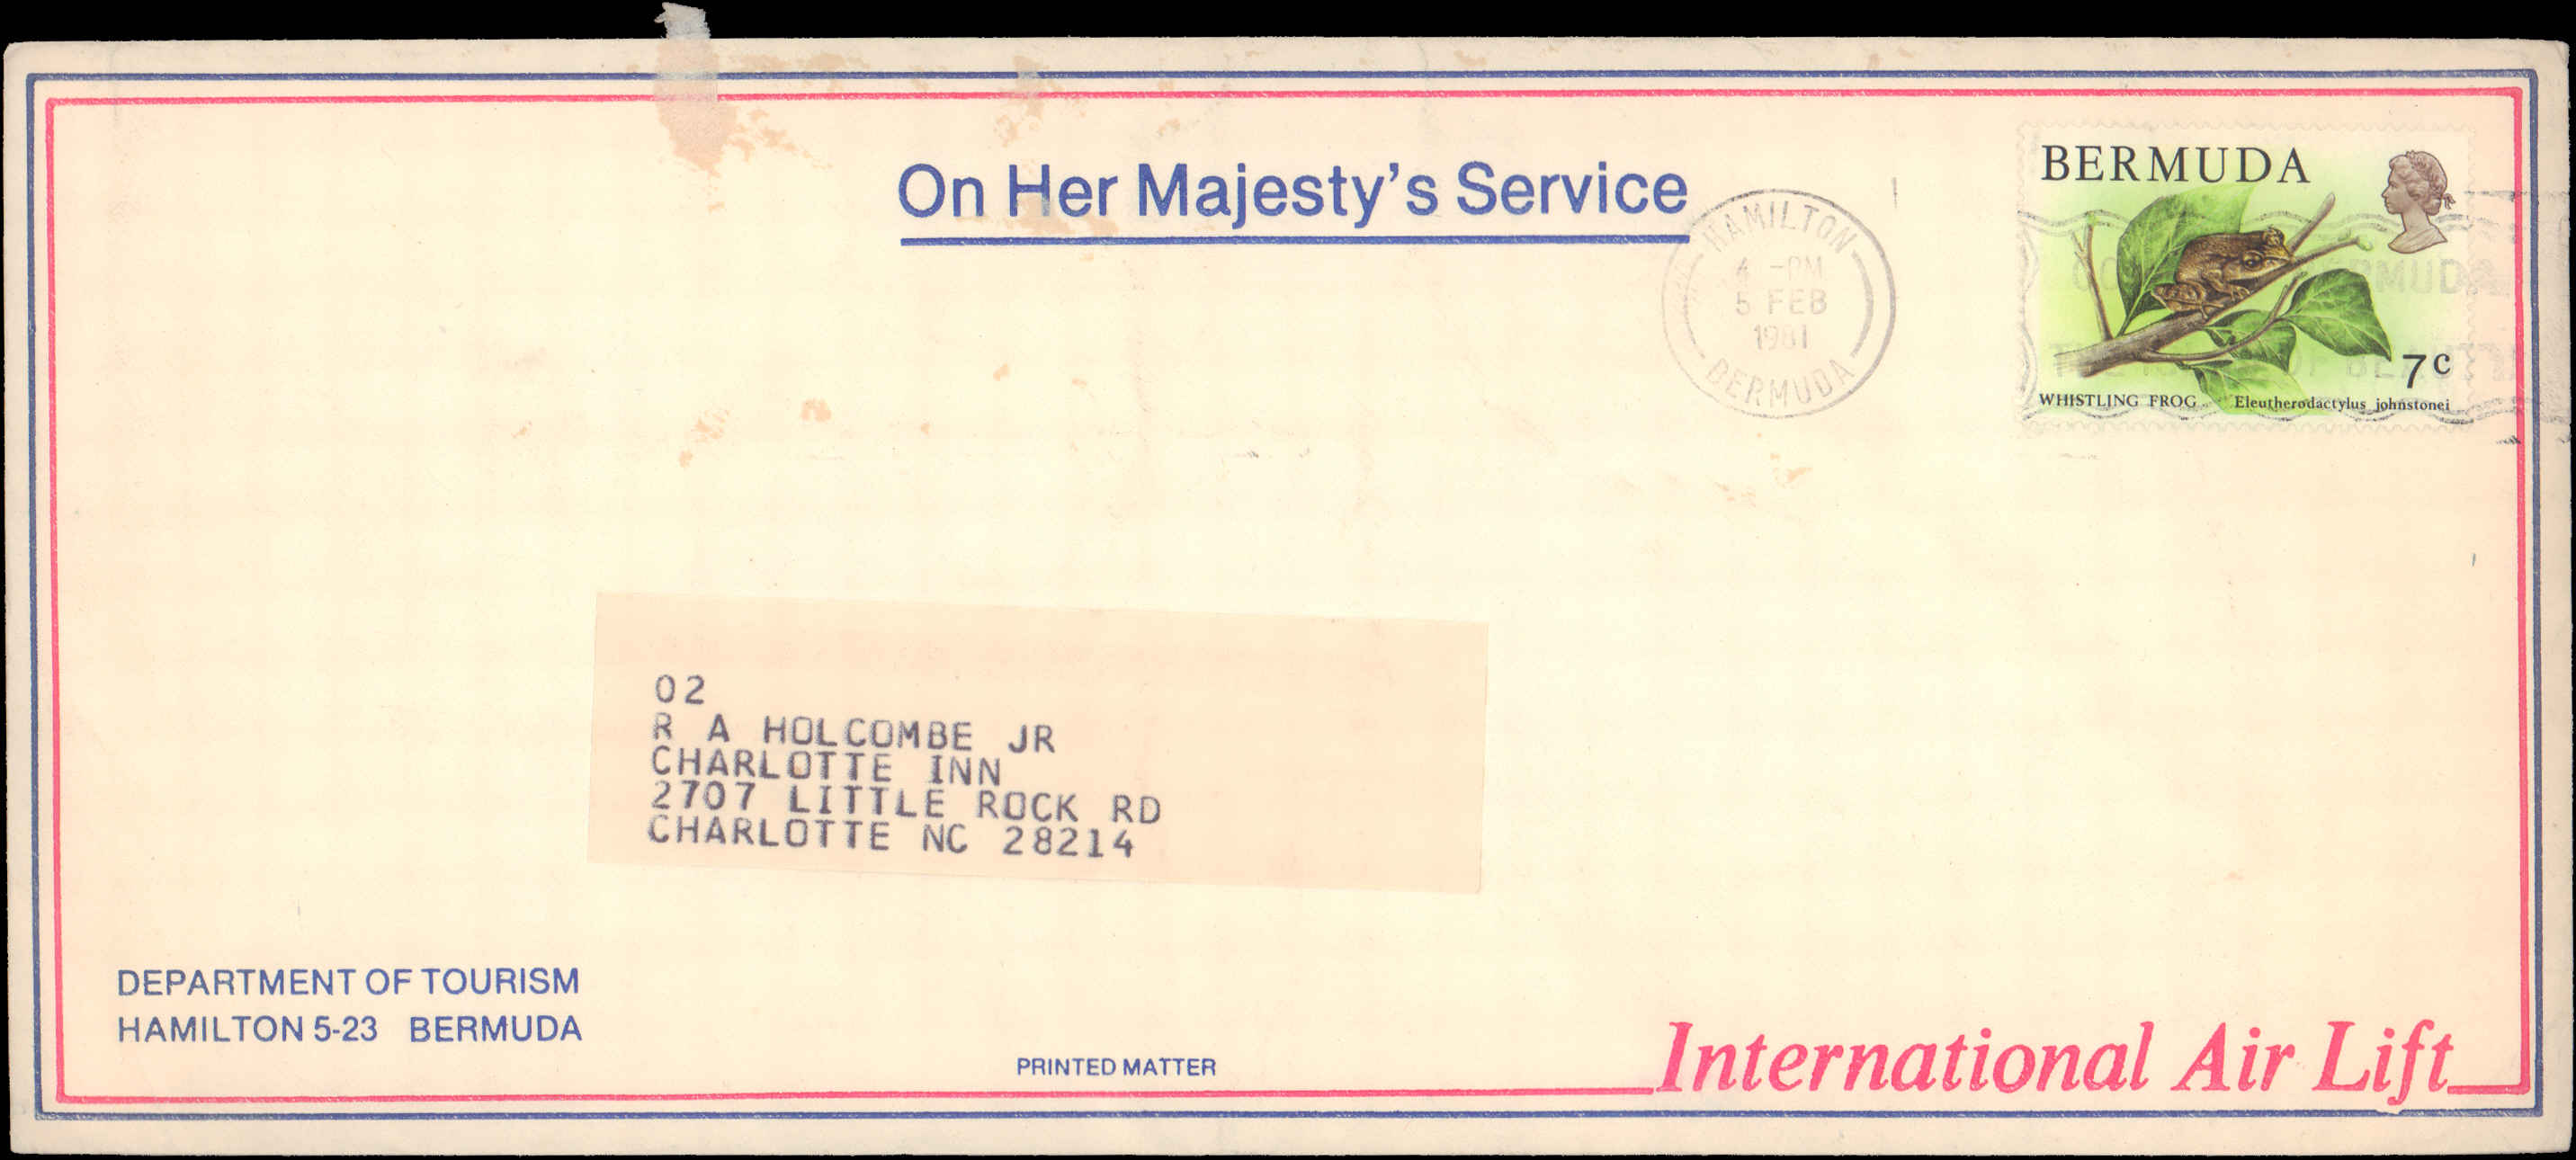 On Her Majesty's Service
HAMILTON
4 -PM
5 FEB
1981
BERMUDA
BERMUDA
7c
WHISTLING FROG Eleutherodactylus johnstonei
02
R A HOLCOMBE JR
CHARLOTTE INN
2707 LITTLE ROCK RD
CHARLOTTE NC 28214
DEPARTMENT OF TOURISM
HAMILTON 5-23 BERMUDA
PRINTED MATTER
International Air Lift